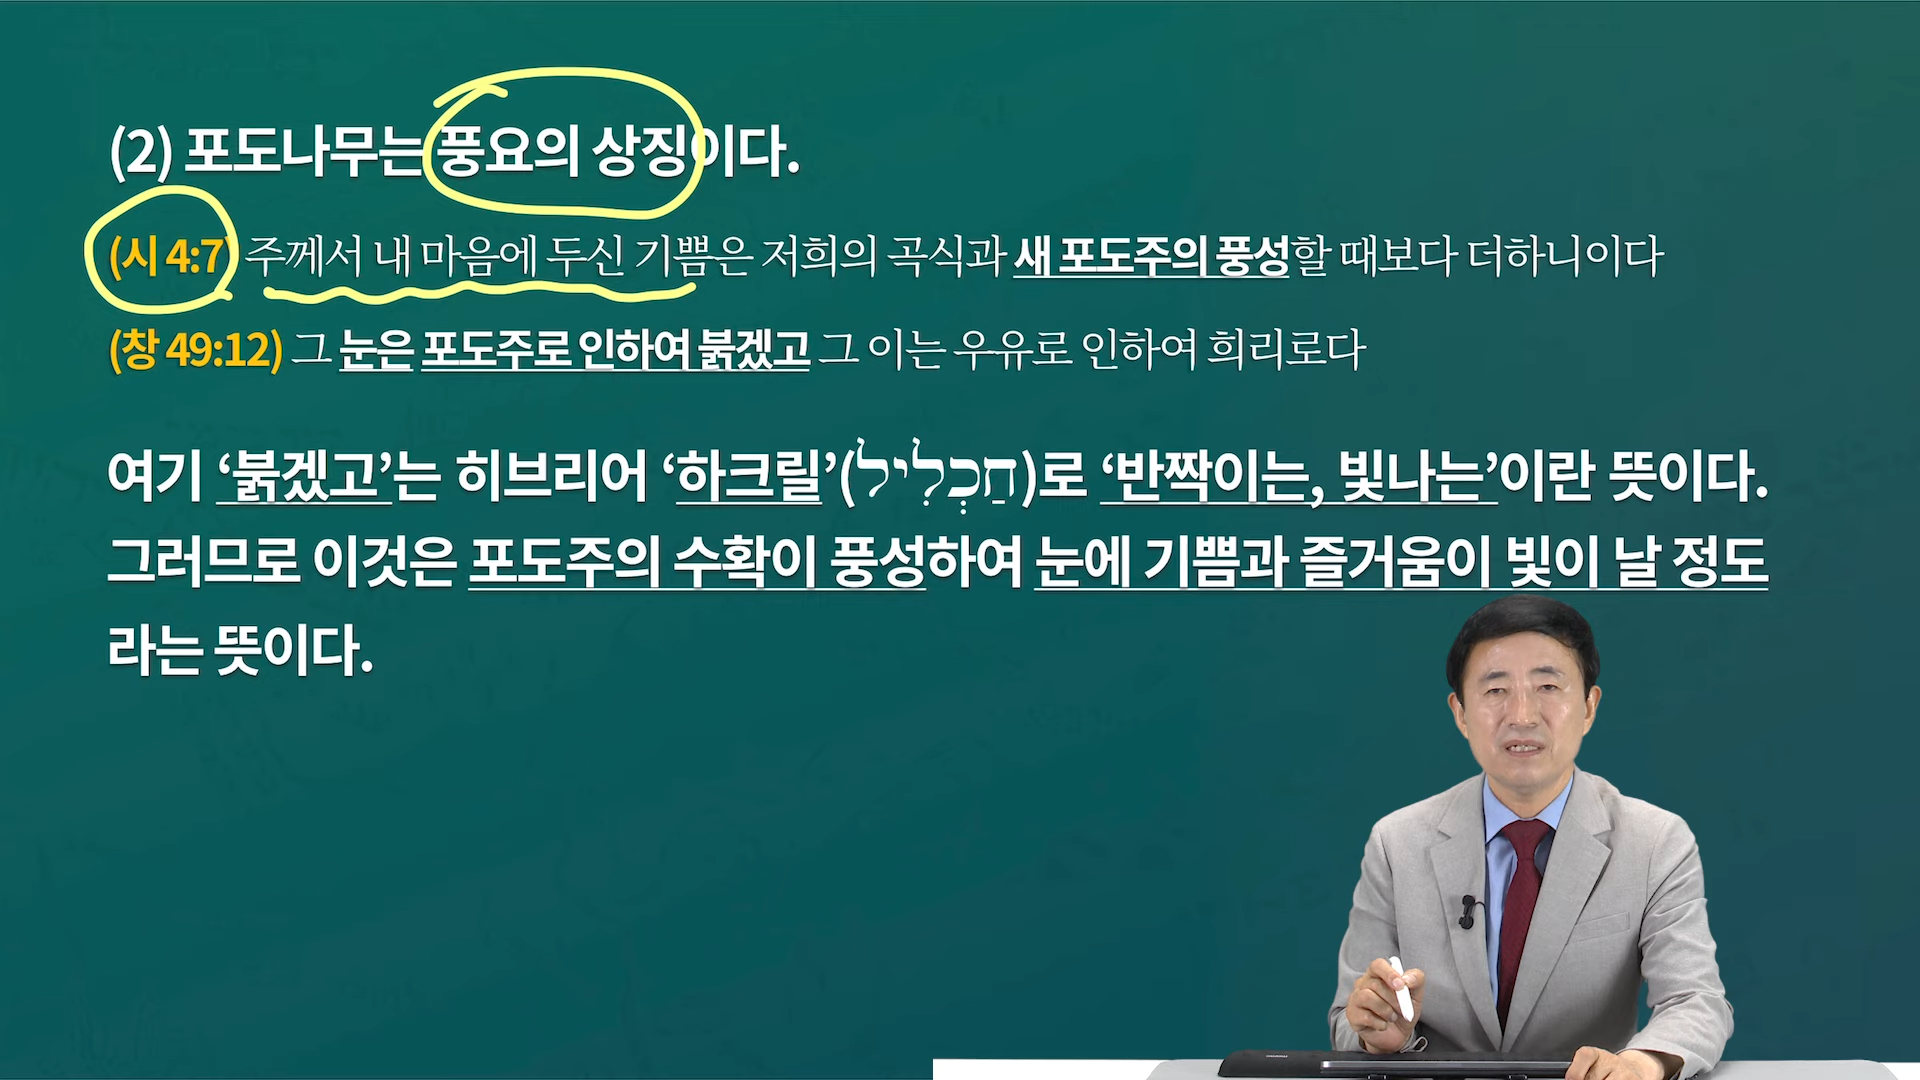 (2) 포도나무는 풍요의 상징이다.
(시 4:7) 주께서 내 마음에 두신 기쁨은 저희의 곡식과 새 포도주의 풍성할 때보다 더하니이다
(창 49:12) 그 눈은 포도주로 인하여 붉겠고 그 이는 우유로 인하여 희리로다
여기 ‘붉겠고’는 히브리어 ‘하크릴’(חַכְלִיל)로 ‘반짝이는, 빛나는’이란 뜻이다.
그러므로 이것은 포도주의 수확이 풍성하여 눈에 기쁨과 즐거움이 빛이 날 정도
라는 뜻이다.